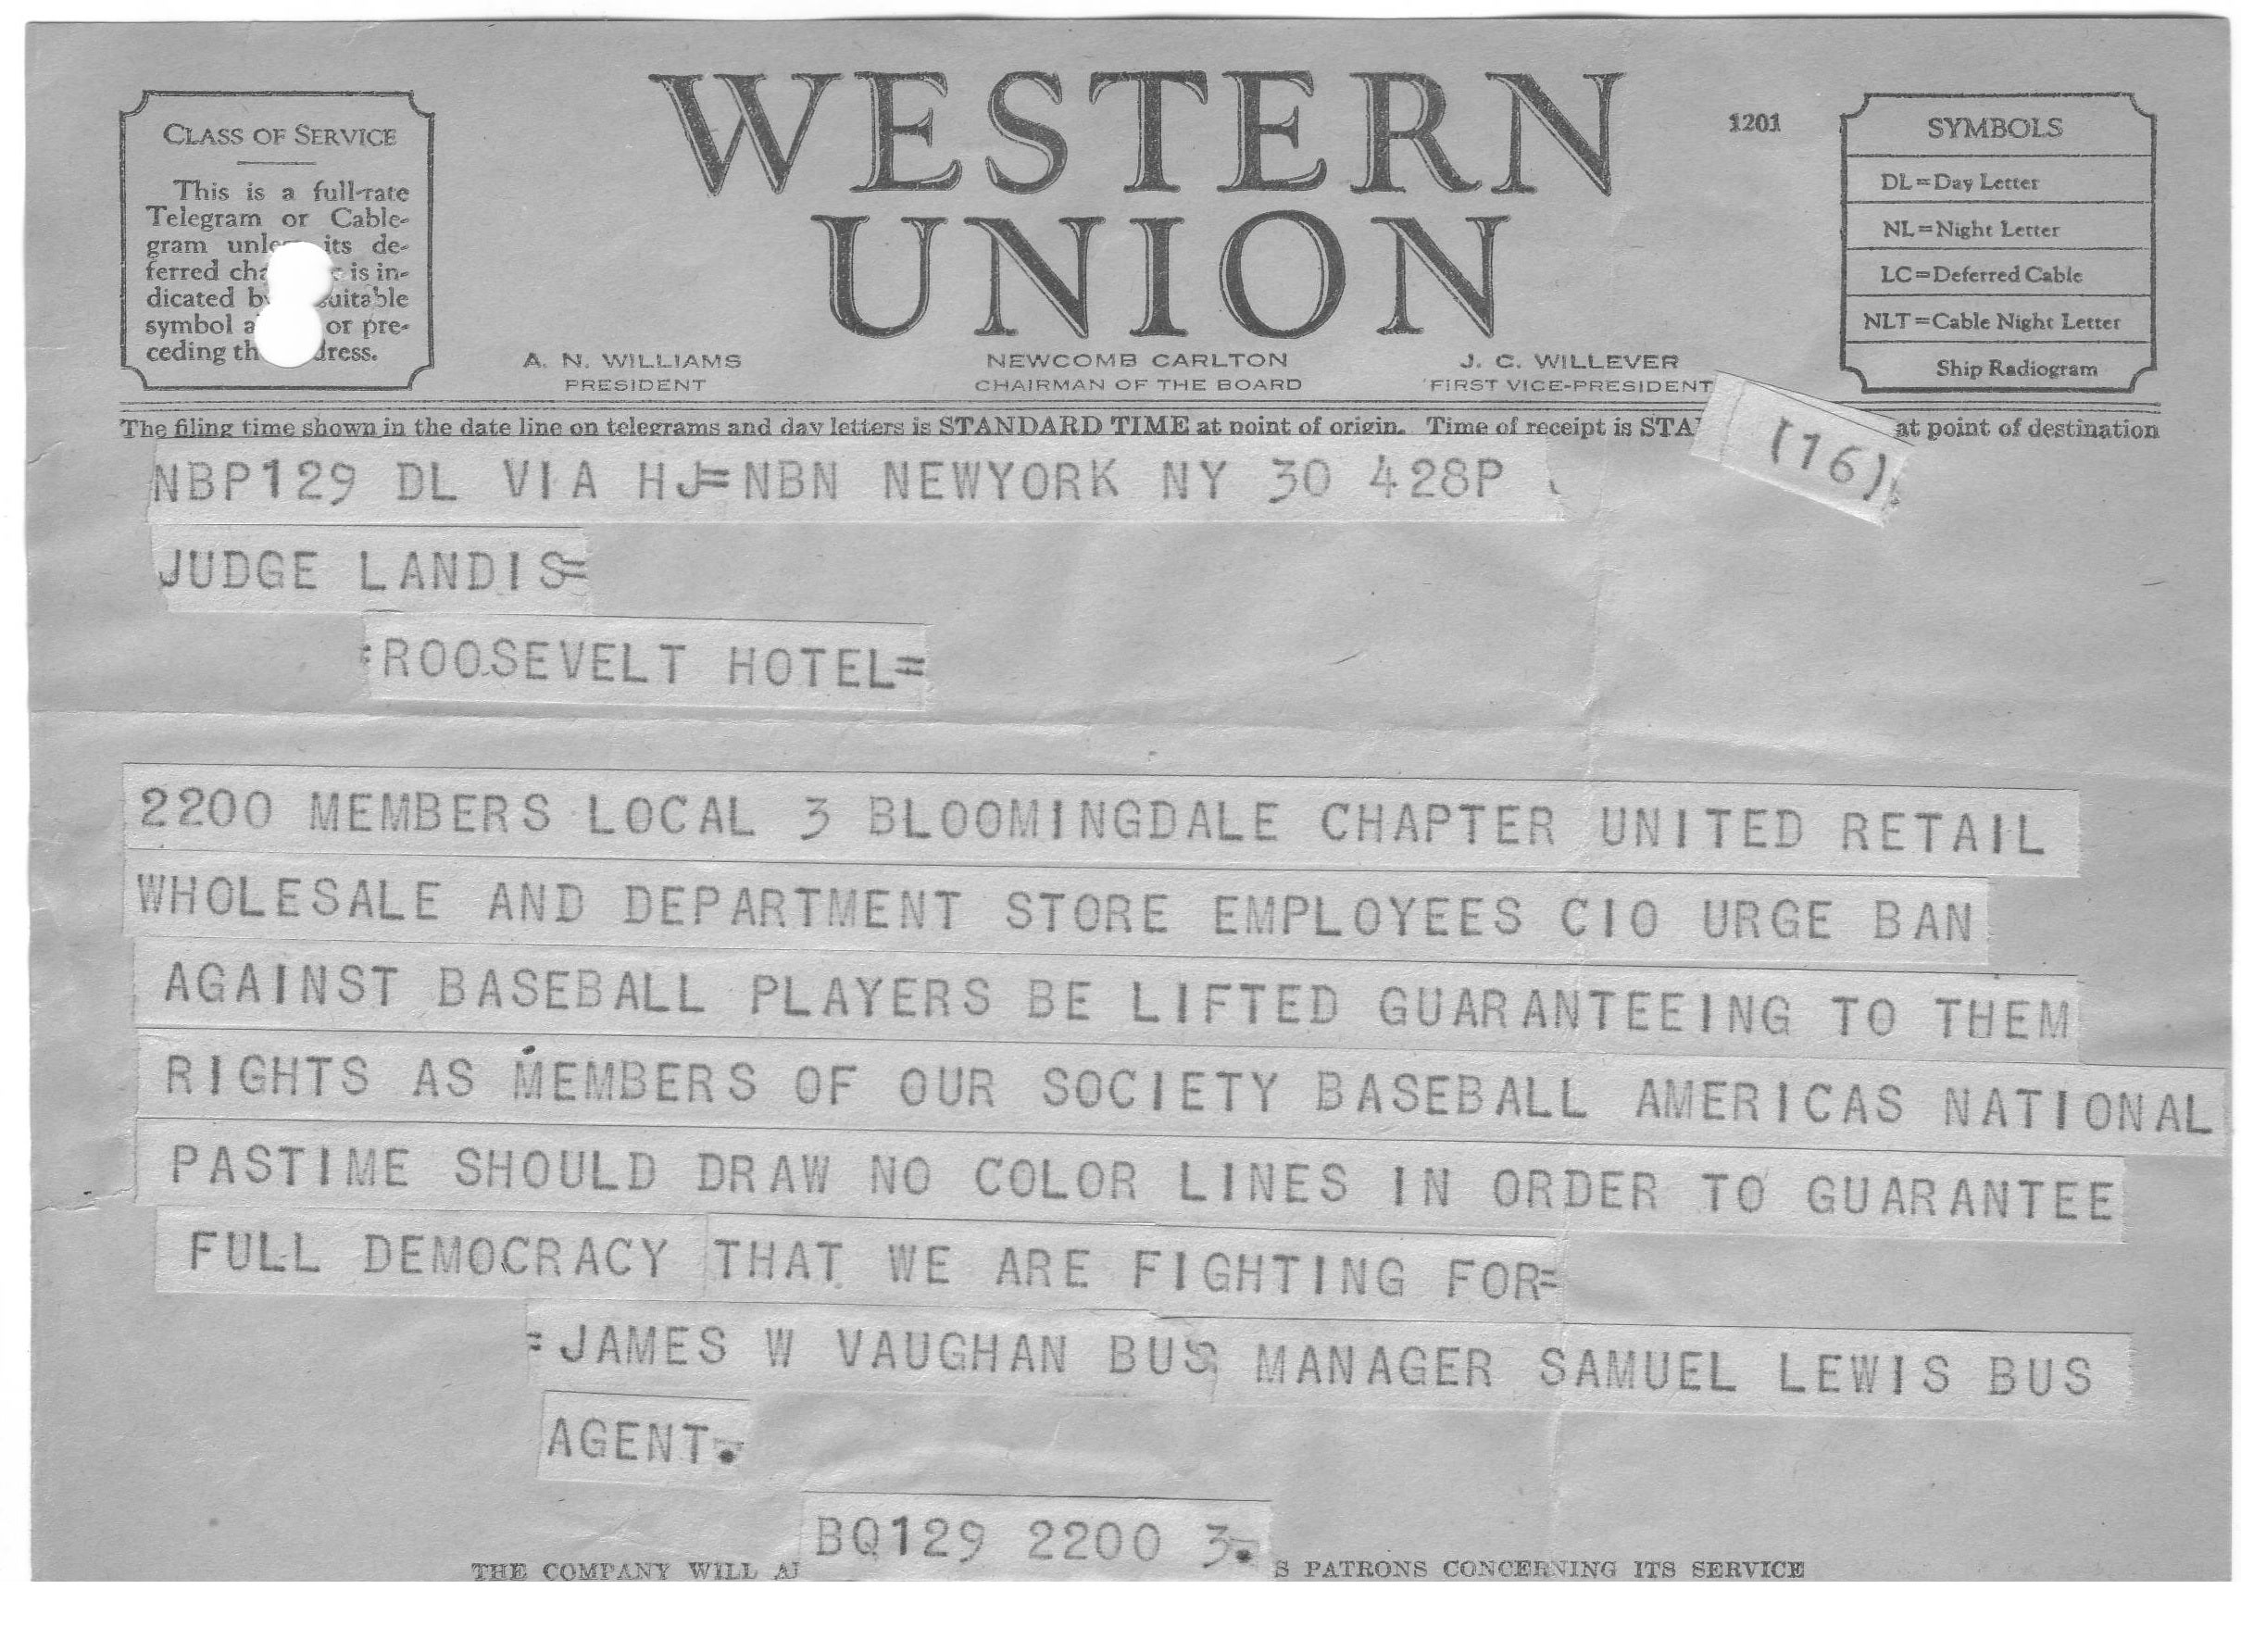 CLASS OF SERVICE
This is a full-rate
Telegram or Cable-
gram its de-
ferred is in-
dicated
symbol or pre-
ceding
WESTERN
UNION
1201
SYMBOLS
DL=Day Letter
NL=Night Letter
LC=Deferred Cable
NLT=Cable Night Letter
Ship Radiogram
A. N. WILLIAMS
PRESIDENT
NEWCOMB CARLTON
CHAIRMAN OF THE BOARD
J. C. WILLEVER
FIRST VICE-PRESIDENT
The filing time shown in the date line on telegrams and day letters is STANDARD TIME at point of origin. Time of receipt is at point of destination
(16)
NBP129 DL VIA HJ=NBN NEWYORK NY 30 428P
JUDGE LANDIS=
=ROOSEVELT HOTEL=
2200 MEMBERS LOCAL 3 BLOOMINGDALE CHAPTER UNITED RETAIL
WHOLESALE AND DEPARTMENT STORE EMPLOYEES CIO URGE BAN
AGAINST BASEBALL PLAYERS BE LIFTED GUARANTEEING TO THEM
RIGHTS AS MEMBERS OF OUR SOCIETY BASEBALL AMERICAS NATIONAL
PASTIME SHOULD DRAW NO COLOR LINES IN ORDER TO GUARANTEE
FULL DEMOCRACY THAT WE ARE FIGHTING FOR=
=JAMES W VAUGHAN BUS MANAGER SAMUEL LEWIS BUS
AGENT.
BQ129 2200 3.
THE COMPANY WILL PATRONS CONCERNING ITS SERVICE